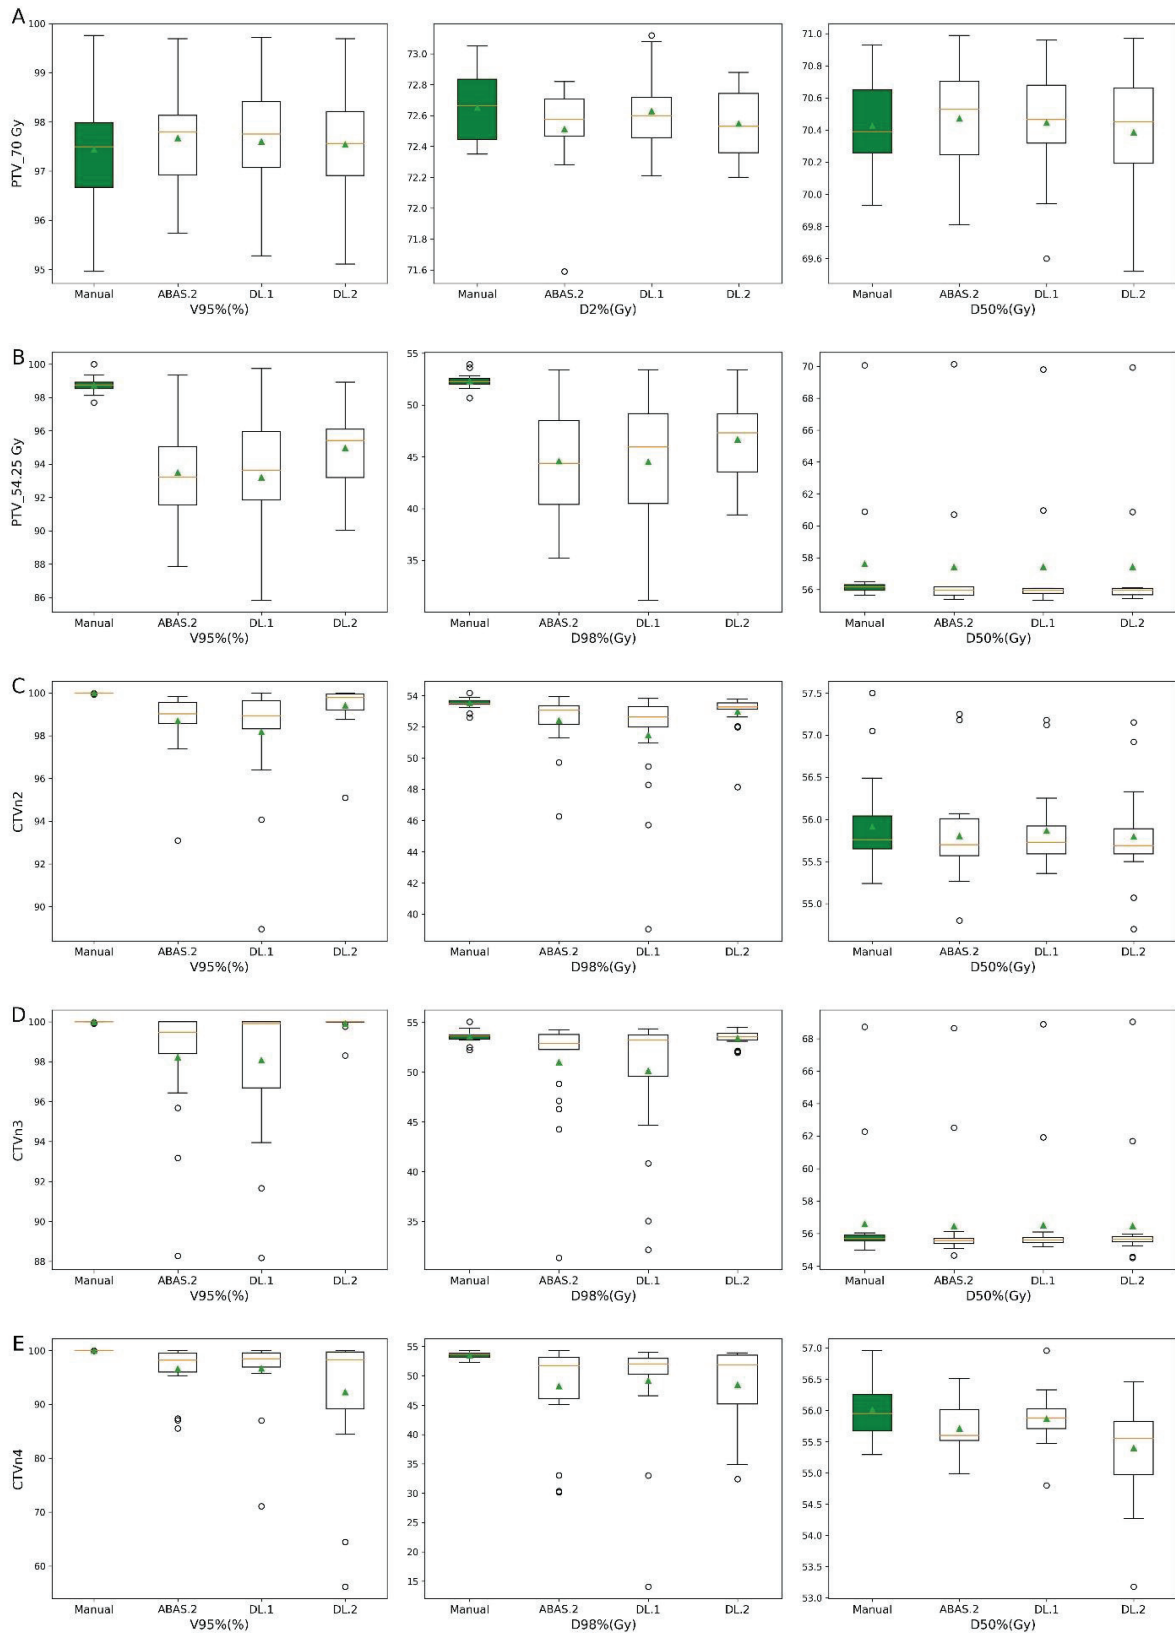 A
PTV_70 Gy
100
99
98
97
96
95
Manual ABAS.2 DL.1 DL.2
V95%(%)
73.0
72.8
72.6
72.4
72.2
72.0
71.8
71.6
Manual ABAS.2 DL.1 DL.2
D2%(Gy)
71.0
70.8
70.6
70.4
70.2
70.0
69.8
69.6
Manual ABAS.2 DL.1 DL.2
D50%(Gy)
B
PTV_54.25 Gy
100
98
96
94
92
90
88
86
Manual ABAS.2 DL.1 DL.2
V95%(%)
55
50
45
40
35
Manual ABAS.2 DL.1 DL.2
D98%(Gy)
70
68
66
64
62
60
58
56
Manual ABAS.2 DL.1 DL.2
D50%(Gy)
C
CTVn2
100
98
96
94
92
90
Manual ABAS.2 DL.1 DL.2
V95%(%)
54
52
50
48
46
44
42
40
Manual ABAS.2 DL.1 DL.2
D98%(Gy)
57.5
57.0
56.5
56.0
55.5
55.0
Manual ABAS.2 DL.1 DL.2
D50%(Gy)
D
CTVn3
100
98
96
94
92
90
88
Manual ABAS.2 DL.1 DL.2
V95%(%)
55
50
45
40
35
Manual ABAS.2 DL.1 DL.2
D98%(Gy)
68
66
64
62
60
58
56
54
Manual ABAS.2 DL.1 DL.2
D50%(Gy)
E
CTVn4
100
90
80
70
60
Manual ABAS.2 DL.1 DL.2
V95%(%)
55
50
45
40
35
30
25
20
15
Manual ABAS.2 DL.1 DL.2
D98%(Gy)
57.0
56.5
56.0
55.5
55.0
54.5
54.0
53.5
53.0
Manual ABAS.2 DL.1 DL.2
D50%(Gy)